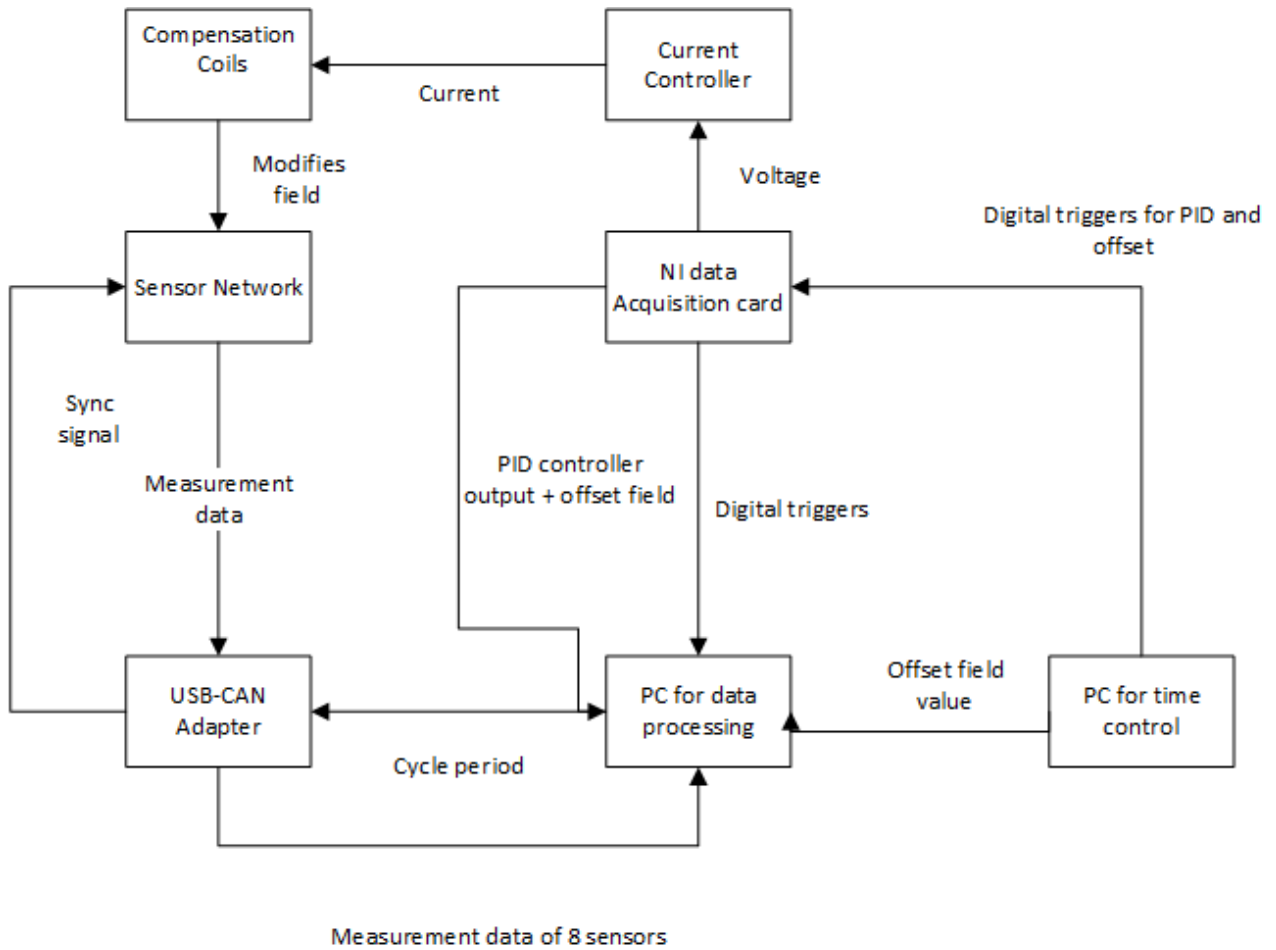 Compensation
Coils
Current
Controller
Current
Modifies
field
Voltage
Digital triggers for PID and
offset
Sensor Network
NI data
Acquisition card
Sync
signal
Measurement
data
PID controller
output + offset field
Digital triggers
USB-CAN
Adapter
Cycle period
PC for data
processing
Offset field
value
PC for time
control
Measurement data of 8 sensors